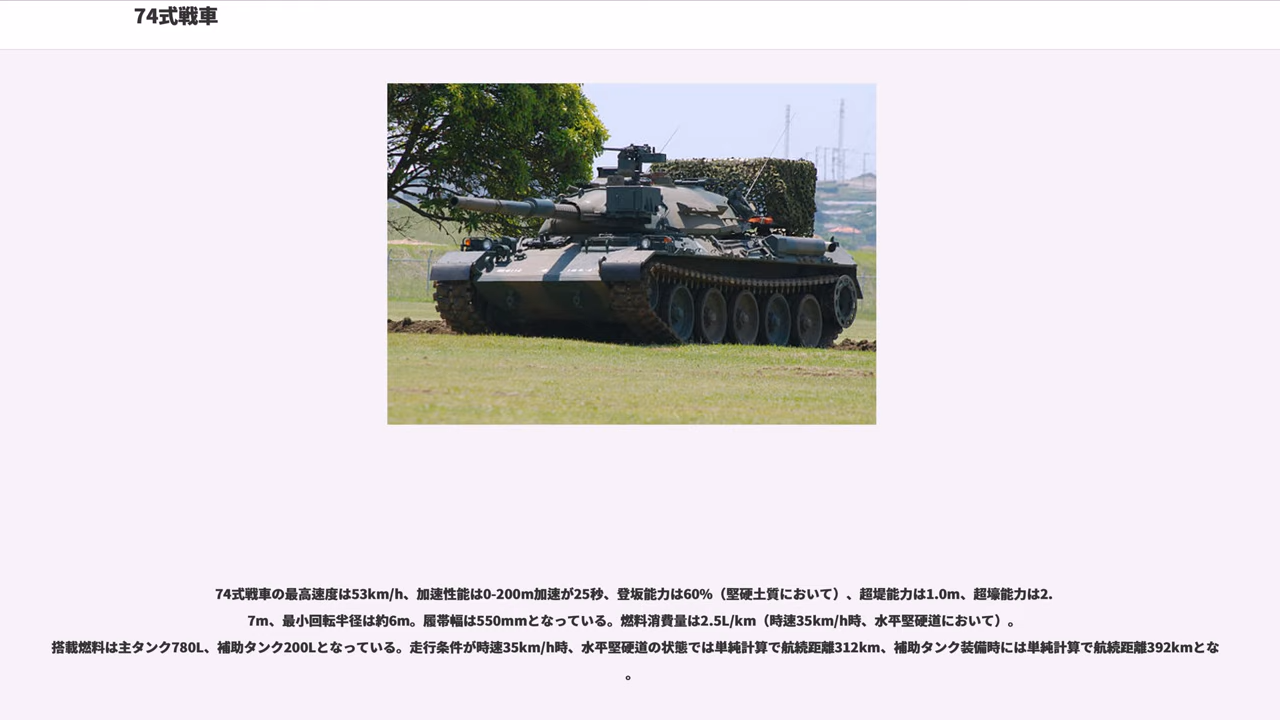 74式戦車
74式戦車の最高速度は53km/h、加速性能は0-200m加速が25秒、登坂能力は60%（堅硬土質において）、超堤能力は1.0m、超壕能力は2.
7m、最小回転半径は約6m。履帯幅は550mmとなっている。燃料消費量は2.5L/km（時速35km/h時、水平堅硬道において）。
搭載燃料は主タンク780L、補助タンク200Lとなっている。走行条件が時速35km/h時、水平堅硬道の状態では単純計算で航続距離312km、補助タンク装備時には単純計算で航続距離392kmとな
。